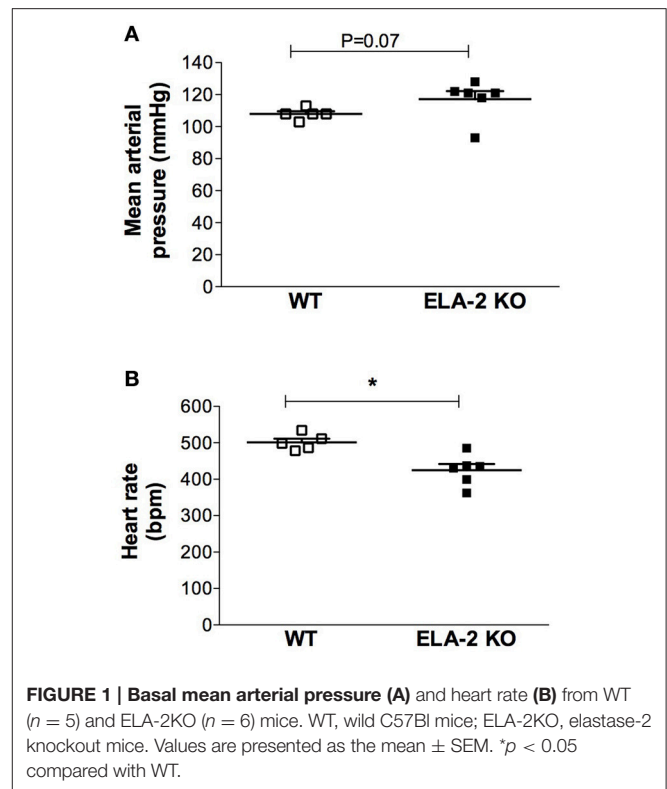 A
P=0.07
Mean arterial
pressure (mmHg)
140
120
100
80
60
40
20
0
WT
ELA-2 KO
B
*
Heart rate
(bpm)
600
500
400
300
200
100
0
WT
ELA-2 KO
FIGURE 1 | Basal mean arterial pressure (A) and heart rate (B) from WT
(n = 5) and ELA-2KO (n = 6) mice. WT, wild C57Bl mice; ELA-2KO, elastase-2
knockout mice. Values are presented as the mean ± SEM. *p < 0.05
compared with WT.